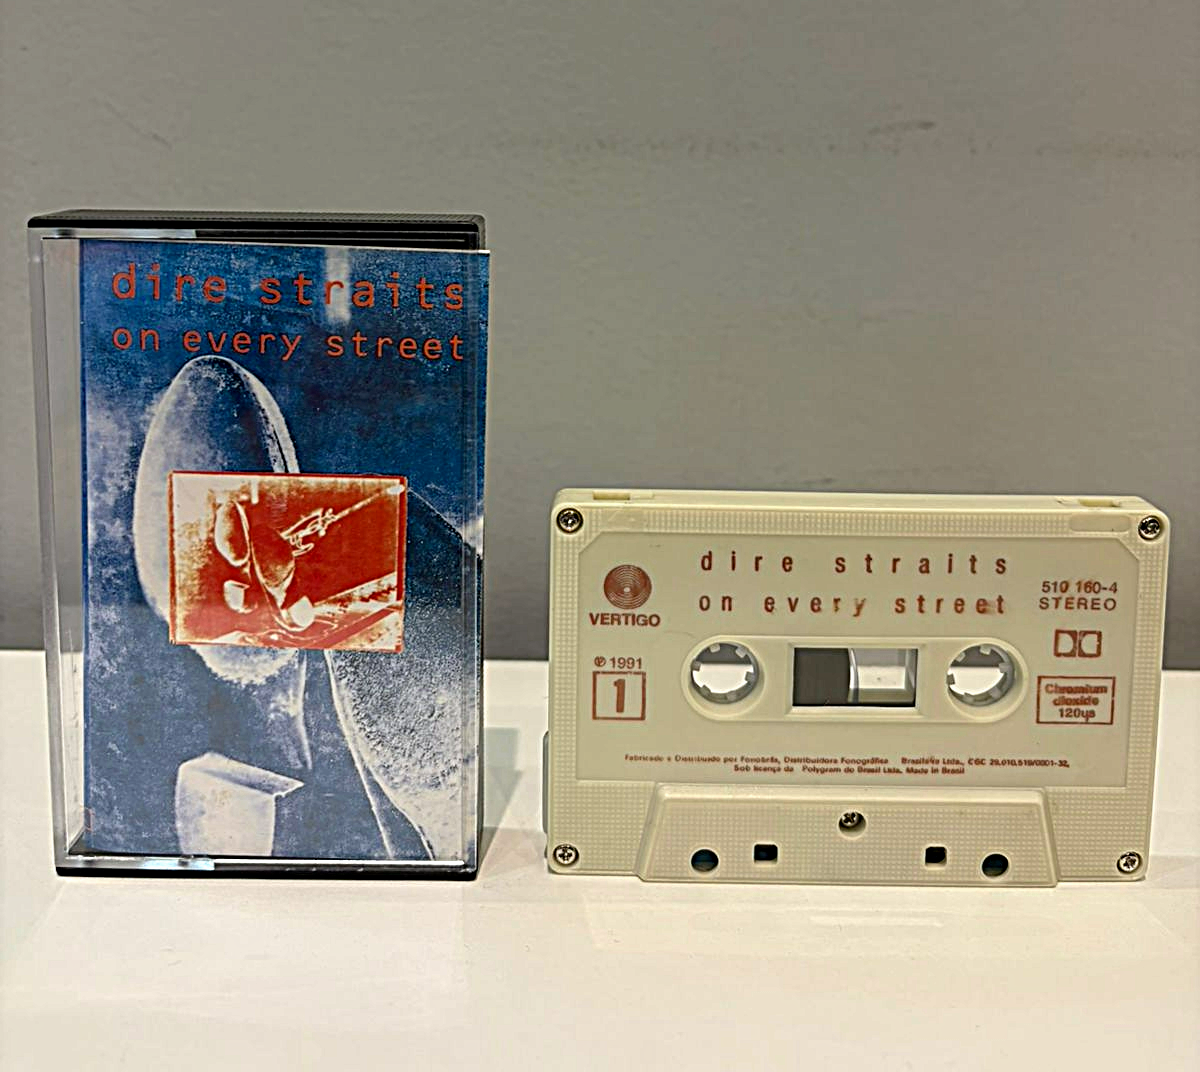 dire straits
on every street
dire straits
on every street
VERTIGO
510 160-4
STEREO
℗ 1991
1
Chromium
dioxide
120µs
Fabricado e Distribuido por Fonobrás, Distribuidora Fonográfica Brasileira Ltda., CGC 29.010.519/0001-32,
Sob licença da Polygram do Brasil Ltda. Made in Brasil